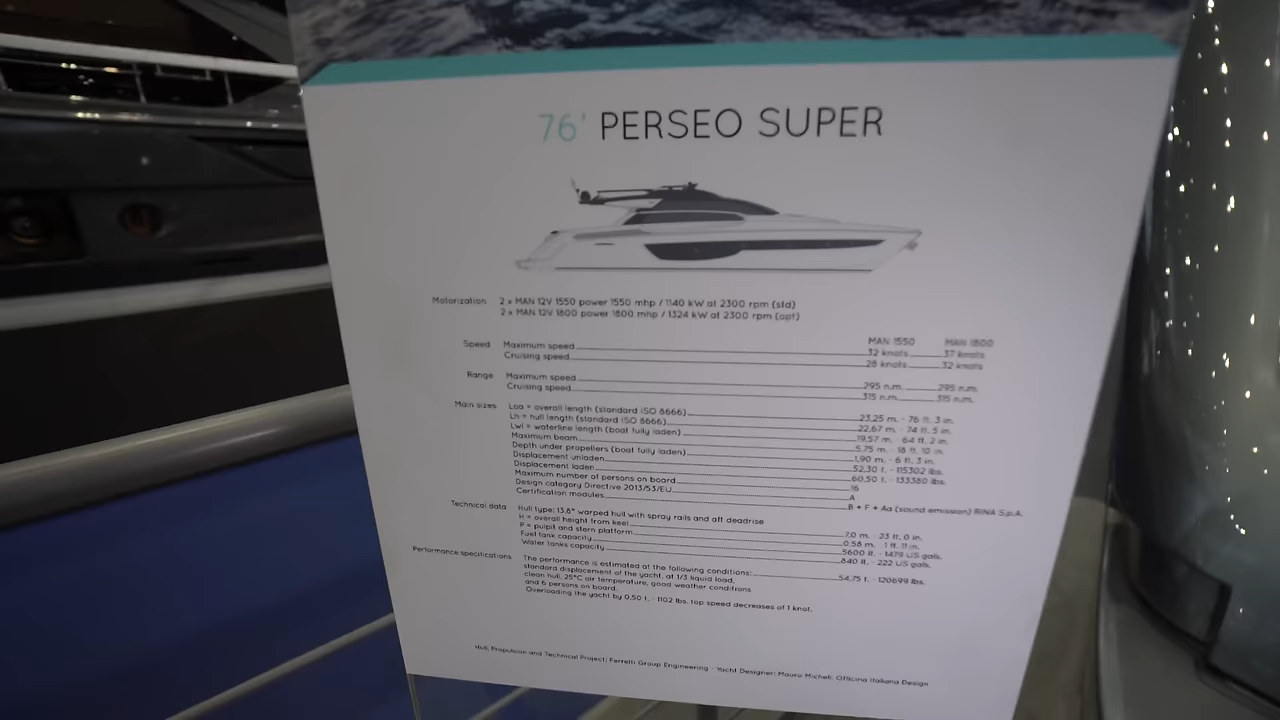 76' PERSEO SUPER
Motorization 2 x MAN 12V 1550 power 1550 mhp / 1140 kW at 2300 rpm (std)
2 x MAN 12V 1800 power 1800 mhp / 1324 kW at 2300 rpm (opt)
MAN 1550 MAN 1800
Speed Maximum speed 32 knots 37 knots
Cruising speed 28 knots 32 knots
Range Maximum speed 295 n.m. 295 n.m.
Cruising speed 315 n.m. 315 n.m.
Main sizes Loa = overall length (standard ISO 8666) 23,25 m. - 76 ft. 3 in.
Lh = hull length (standard ISO 8666) 22,67 m. - 74 ft. 5 in.
Lwl = waterline length (boat fully laden) 19,57 m. - 64 ft. 2 in.
Maximum beam 5,75 m. - 18 ft. 10 in.
Depth under propellers (boat fully laden) 1,90 m. - 6 ft. 3 in.
Displacement unladen 52,30 t. - 115302 lbs.
Displacement laden 60,50 t. - 133380 lbs.
Maximum number of persons on board 16
Design category Directive 2013/53/EU A
Certification modules B + F + Aa (sound emission) RINA S.p.A.
Technical data Hull type: 13,8° warped hull with spray rails and aft deadrise
H = overall height from keel 7,0 m. - 23 ft. 0 in.
P = pulpit and stern platform 0.58 m. - 1 ft. 11 in.
Fuel tank capacity 5600 lt. - 1479 US gals.
Water tanks capacity 840 lt. - 222 US gals.
Performance specifications The performance is estimated at the following conditions:
standard displacement of the yacht, at 1/3 liquid load, 54,75 t. - 120699 lbs.
clean hull, 25°C air temperature, good weather conditions
and 6 persons on board.
Overloading the yacht by 0,50 t. - 1102 lbs. top speed decreases of 1 knot.
Hull, Propulsion and Technical Project: Ferretti Group Engineering - Yacht Designer: Mauro Micheli, Officina Italiana Design